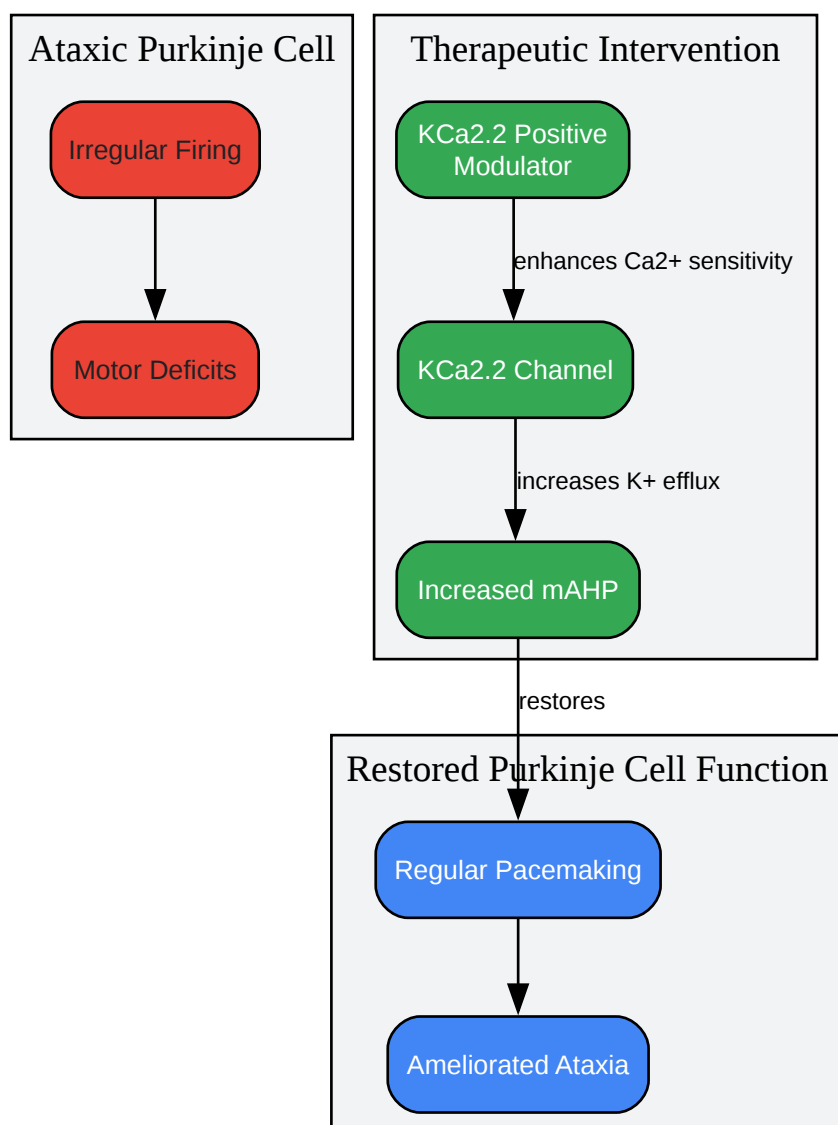 Ataxic Purkinje Cell
Irregular Firing
Motor Deficits
Therapeutic Intervention
KCa2.2 Positive
Modulator
enhances Ca2+ sensitivity
KCa2.2 Channel
increases K+ efflux
Increased mAHP
restores
Restored Purkinje Cell Function
Regular Pacemaking
Ameliorated Ataxia